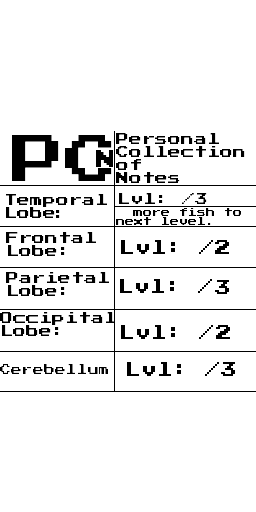 PCN
Personal
Collection
of
Notes
Temporal
Lobe:
Lvl: /3
more fish to
next level.
Frontal
Lobe:
Lvl: /2
Parietal
Lobe:
Lvl: /3
Occipital
Lobe:
Lvl: /2
Cerebellum
Lvl: /3